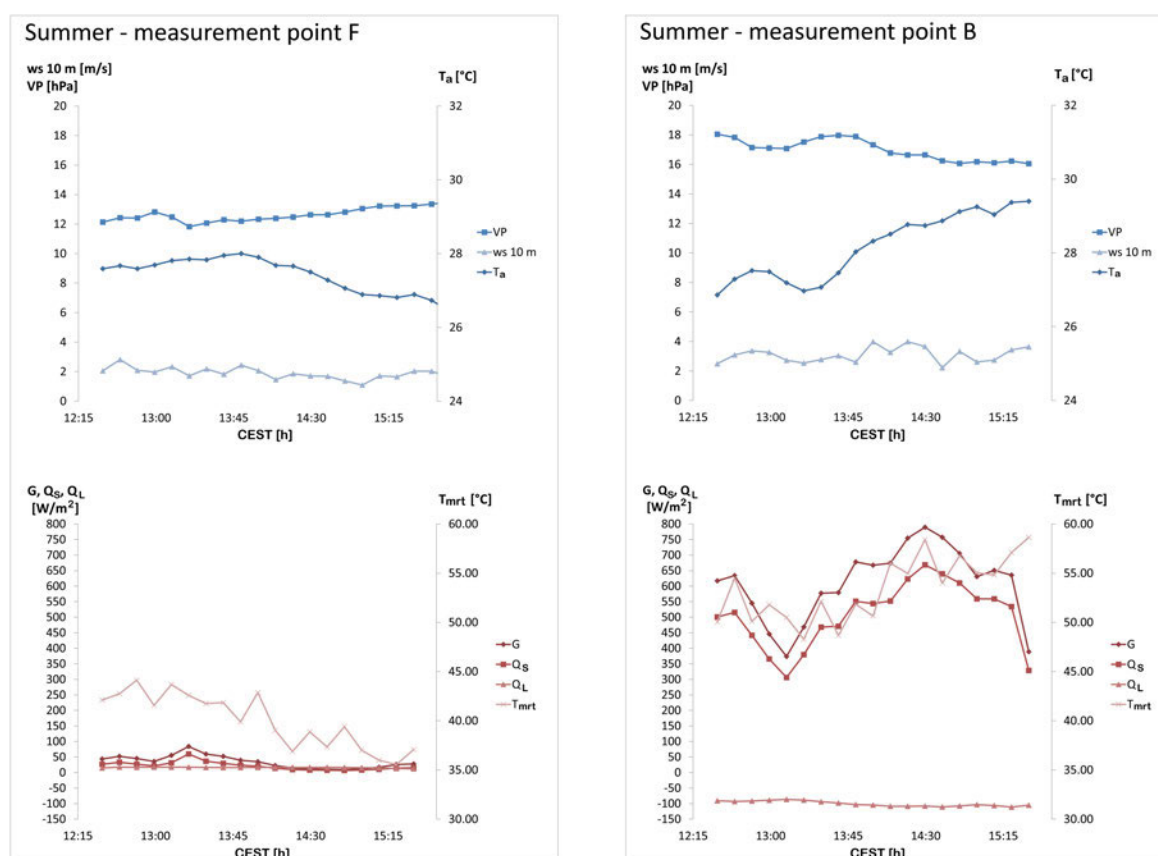 Summer - measurement point F
ws 10 m [m/s]
VP [hPa]
Ta [°C]
20
18
16
14
12
10
8
6
4
2
0
32
30
28
26
24
VP
ws 10 m
Ta
12:15 13:00 13:45 14:30 15:15
CEST [h]
G, QS, QL
[W/m²]
Tmrt [°C]
800
750
700
650
600
550
500
450
400
350
300
250
200
150
100
50
0
-50
-100
-150
60.00
55.00
50.00
45.00
40.00
35.00
30.00
G
QS
QL
Tmrt
12:15 13:00 13:45 14:30 15:15
CEST [h]
Summer - measurement point B
ws 10 m [m/s]
VP [hPa]
Ta [°C]
20
18
16
14
12
10
8
6
4
2
0
32
30
28
26
24
VP
ws 10 m
Ta
12:15 13:00 13:45 14:30 15:15
CEST [h]
G, QS, QL
[W/m²]
Tmrt [°C]
800
750
700
650
600
550
500
450
400
350
300
250
200
150
100
50
0
-50
-100
-150
60.00
55.00
50.00
45.00
40.00
35.00
30.00
G
QS
QL
Tmrt
12:15 13:00 13:45 14:30 15:15
CEST [h]